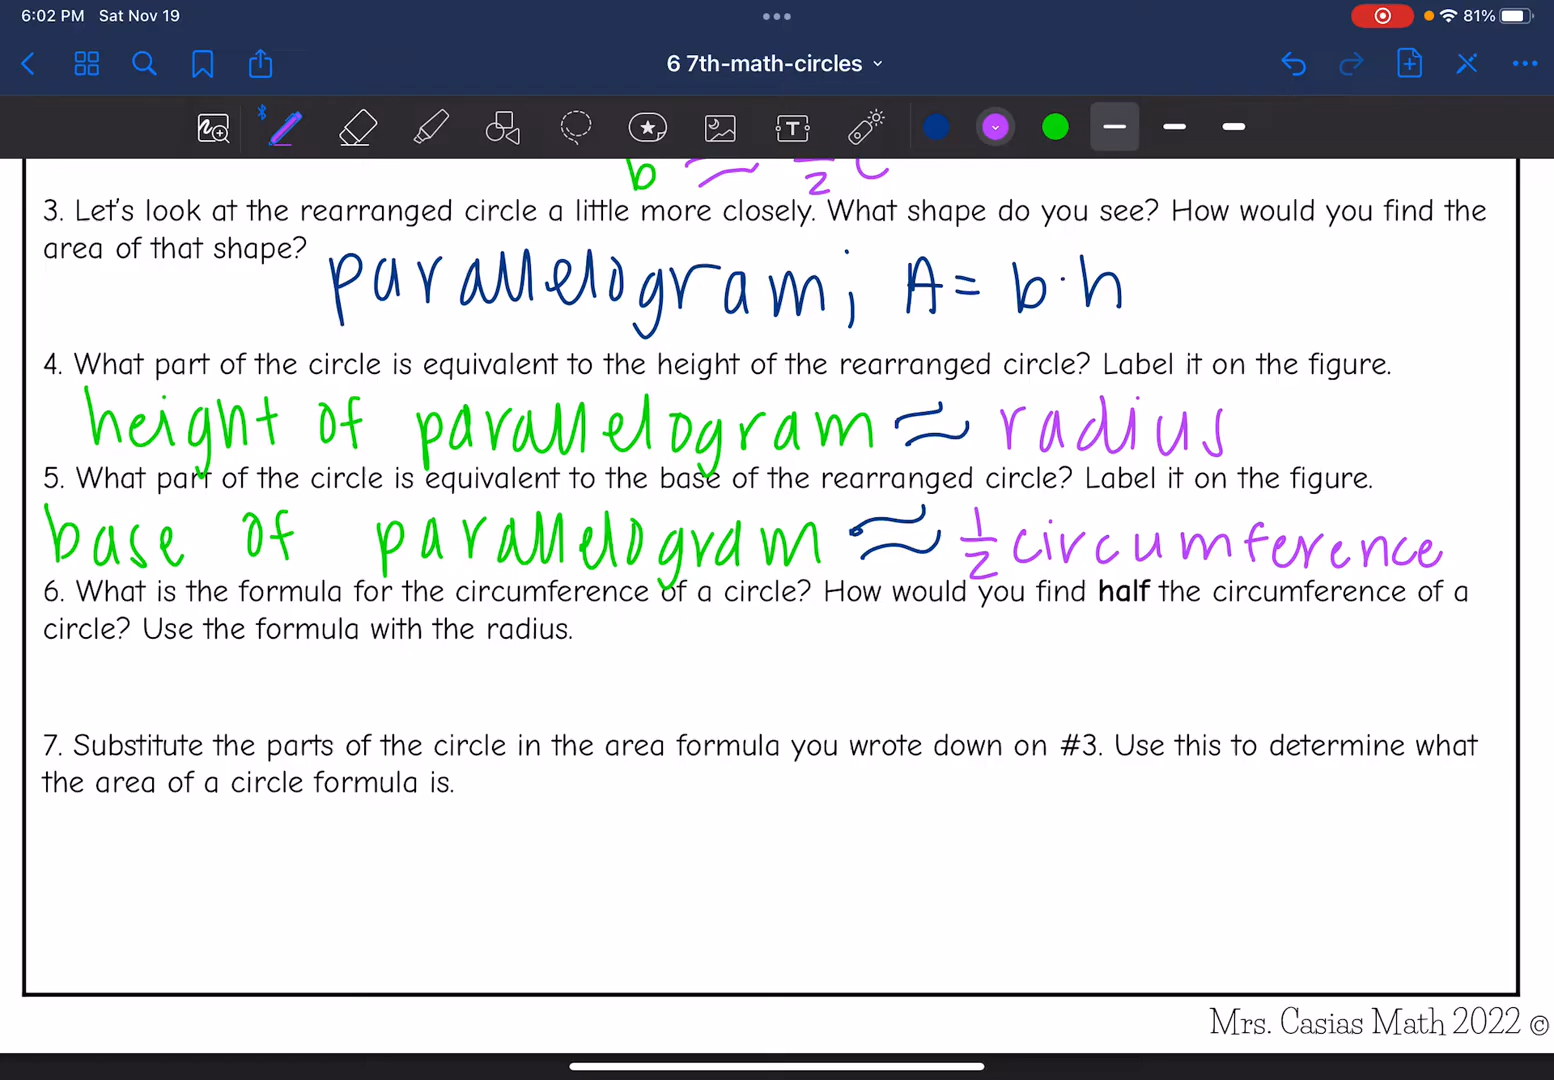 6:02 PM Sat Nov 19
81%
6 7th-math-circles
b ≈ 1/2 C
3. Let's look at the rearranged circle a little more closely. What shape do you see? How would you find the
area of that shape?
parallelogram; A = b·h
4. What part of the circle is equivalent to the height of the rearranged circle? Label it on the figure.
height of parallelogram ≈ radius
5. What part of the circle is equivalent to the base of the rearranged circle? Label it on the figure.
base of parallelogram ≈ 1/2 circumference
6. What is the formula for the circumference of a circle? How would you find half the circumference of a
circle? Use the formula with the radius.
7. Substitute the parts of the circle in the area formula you wrote down on #3. Use this to determine what
the area of a circle formula is.
Mrs. Casias Math 2022 ©